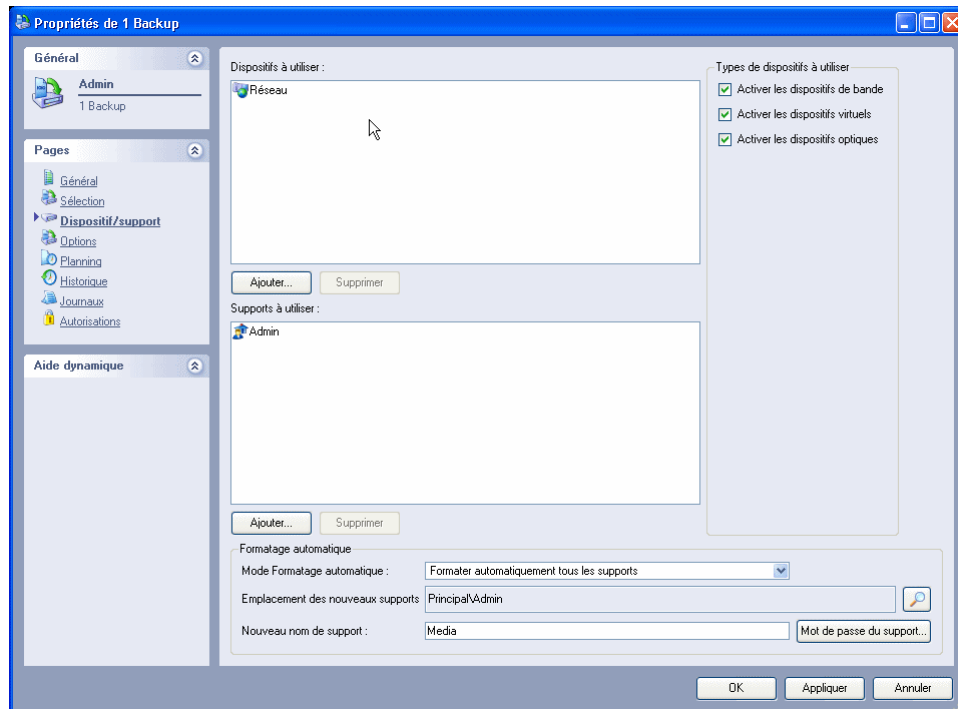 Propriétés de 1 Backup
Général
Admin
1 Backup
Pages
Général
Sélection
Dispositif/support
Options
Planning
Historique
Journaux
Autorisations
Aide dynamique
Dispositifs à utiliser :
Réseau
Ajouter...
Supprimer
Supports à utiliser :
Admin
Ajouter...
Supprimer
Types de dispositifs à utiliser
Activer les dispositifs de bande
Activer les dispositifs virtuels
Activer les dispositifs optiques
Formatage automatique
Mode Formatage automatique :
Formater automatiquement tous les supports
Emplacement des nouveaux supports
Principal\Admin
Nouveau nom de support :
Media
Mot de passe du support...
OK
Appliquer
Annuler